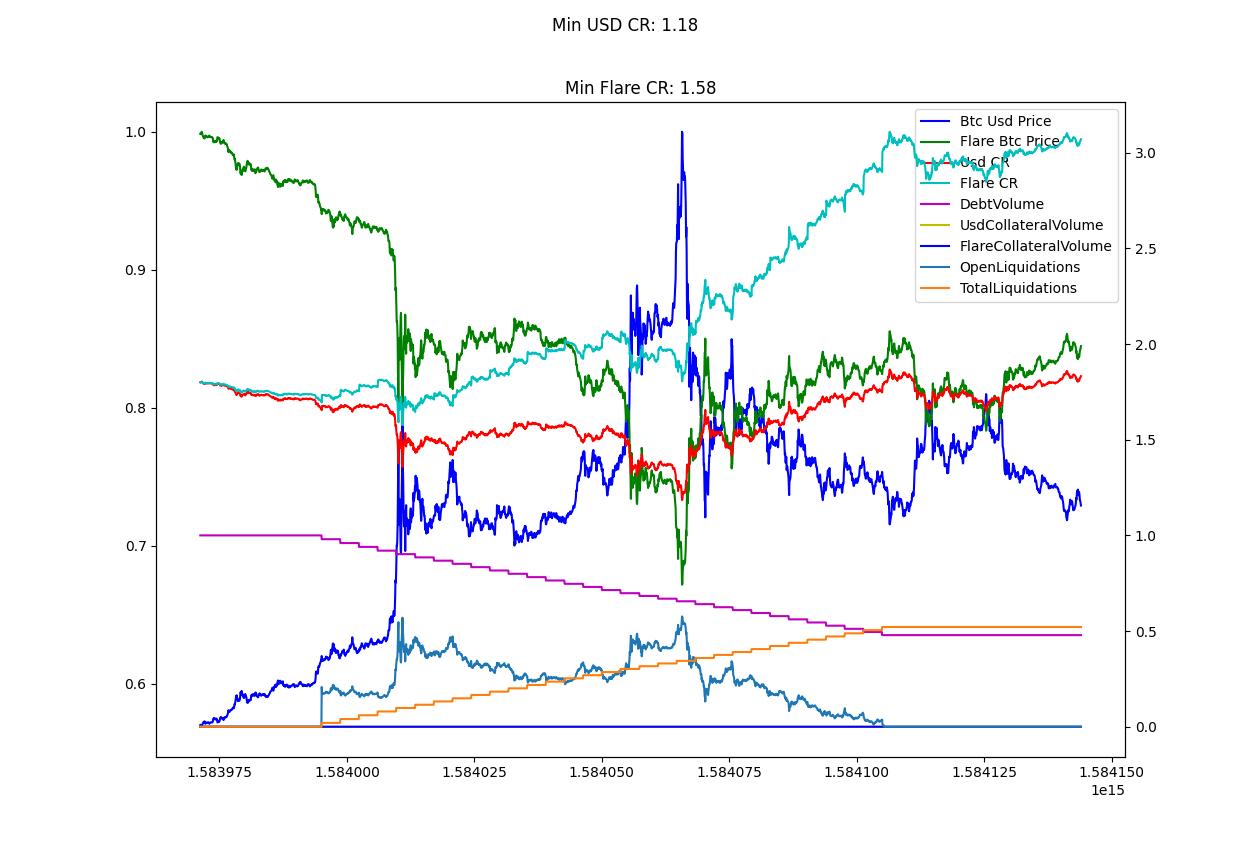 Min USD CR: 1.18
Min Flare CR: 1.58
Btc Usd Price
Flare Btc Price
Usd CR
Flare CR
DebtVolume
UsdCollateralVolume
FlareCollateralVolume
OpenLiquidations
TotalLiquidations
1.0
0.9
0.8
0.7
0.6
3.0
2.5
2.0
1.5
1.0
0.5
0.0
1.583975 1.584000 1.584025 1.584050 1.584075 1.584100 1.584125 1.584150
1e15